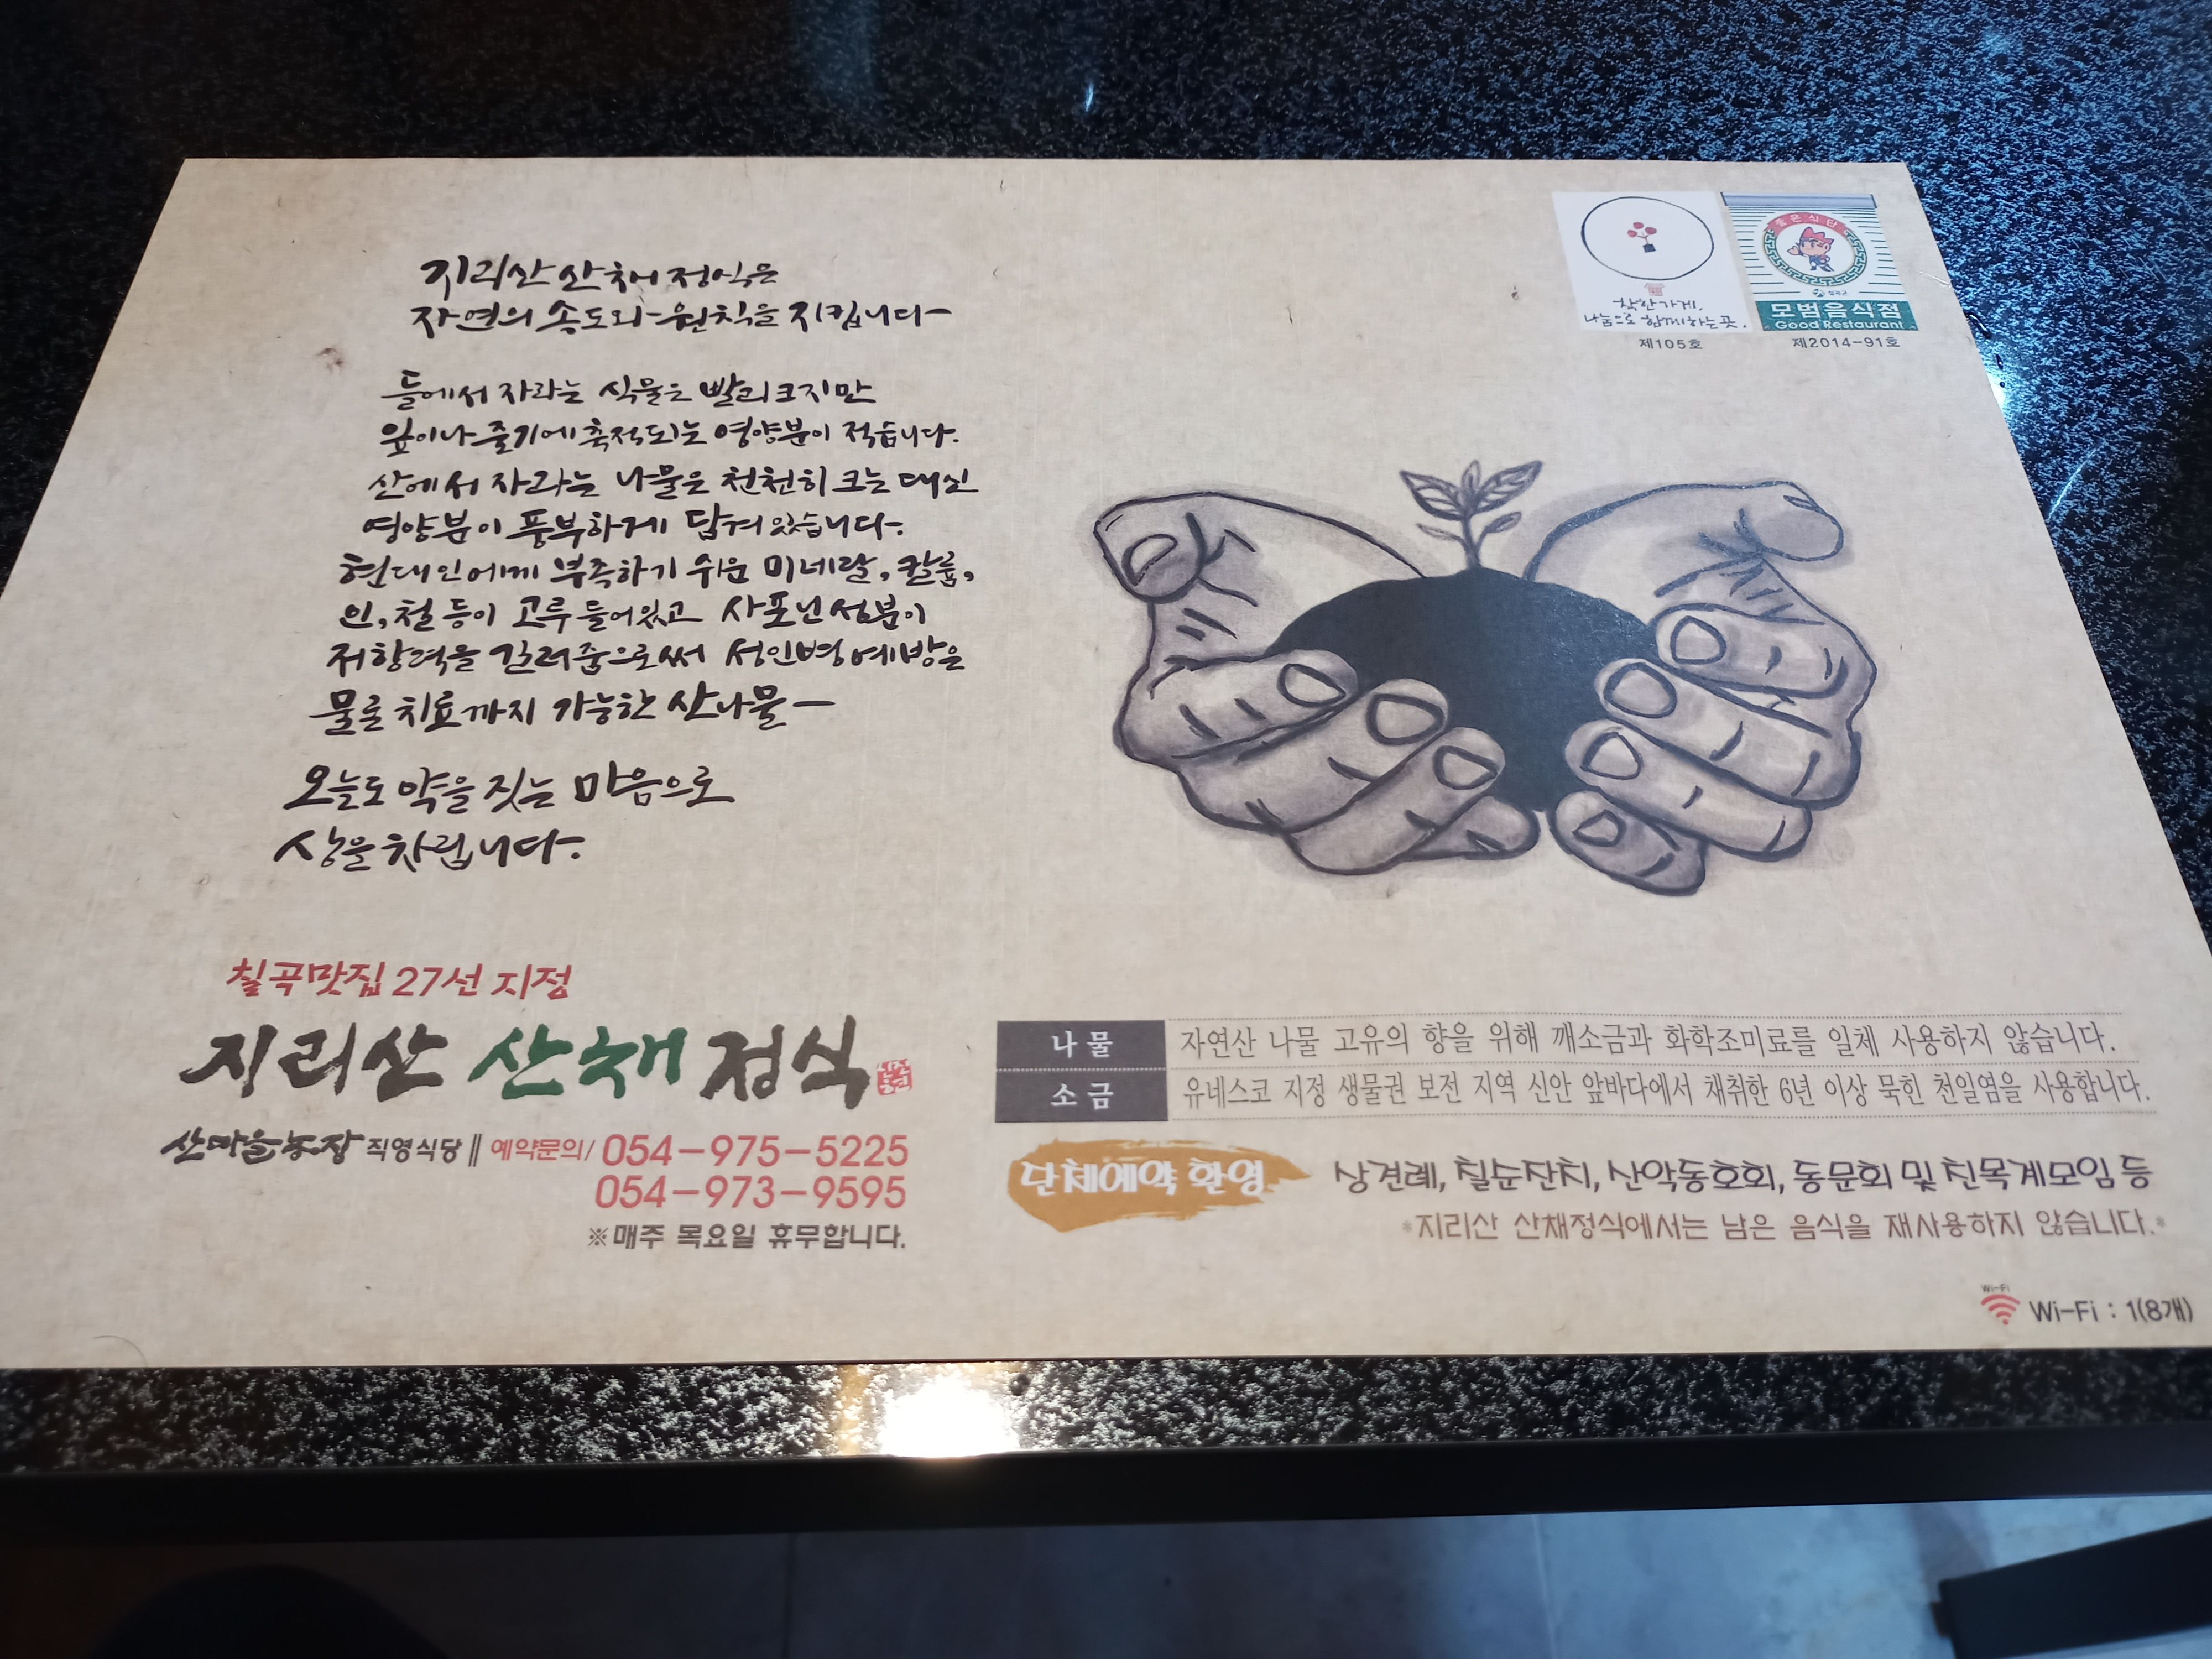 지리산 산채 정식은
자연의 속도와 원칙을 지킵니다
들에서 자라는 식물은 빨리 크지만
잎이나 줄기에 축적되는 영양분이 적습니다.
산에서 자라는 나물은 천천히 크는 대신
영양분이 풍부하게 담겨 있습니다.
현대인에게 부족하기 쉬운 미네랄, 칼륨,
인, 철 등이 고루 들어있고 사포닌 성분이
저항력을 길러줌으로써 성인병 예방은
물론 치료까지 가능한 산나물—
오늘도 약을 짓는 마음으로
상을 차립니다.
착한가게.
나눔으로 함께하는 곳.
제105호
좋은식단
모범음식점
Good Restaurant
제2014-91호
칠곡맛집 27선 지정
지리산 산채 정식
산마을농장 직영식당 || 예약문의/ 054-975-5225
054-973-9595
※매주 목요일 휴무합니다.
나물 자연산 나물 고유의 향을 위해 깨소금과 화학조미료를 일체 사용하지 않습니다.
소금 유네스코 지정 생물권 보전 지역 신안 앞바다에서 채취한 6년 이상 묵힌 천일염을 사용합니다.
단체예약 환영 상견례, 칠순잔치, 산악동호회, 동문회 및 친목계모임 등
*지리산 산채정식에서는 남은 음식을 재사용하지 않습니다.*
Wi-Fi
Wi-Fi : 1(8개)